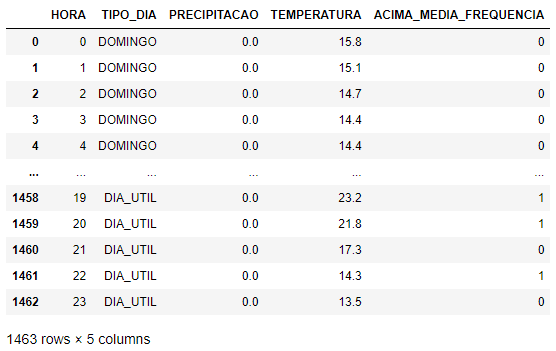 HORA TIPO_DIA PRECIPITACAO TEMPERATURA ACIMA_MEDIA_FREQUENCIA
0 0 DOMINGO 0.0 15.8 0
1 1 DOMINGO 0.0 15.1 0
2 2 DOMINGO 0.0 14.7 0
3 3 DOMINGO 0.0 14.4 0
4 4 DOMINGO 0.0 14.4 0
... ... ... ... ... ...
1458 19 DIA_UTIL 0.0 23.2 1
1459 20 DIA_UTIL 0.0 21.8 1
1460 21 DIA_UTIL 0.0 17.3 0
1461 22 DIA_UTIL 0.0 14.3 1
1462 23 DIA_UTIL 0.0 13.5 0
1463 rows × 5 columns